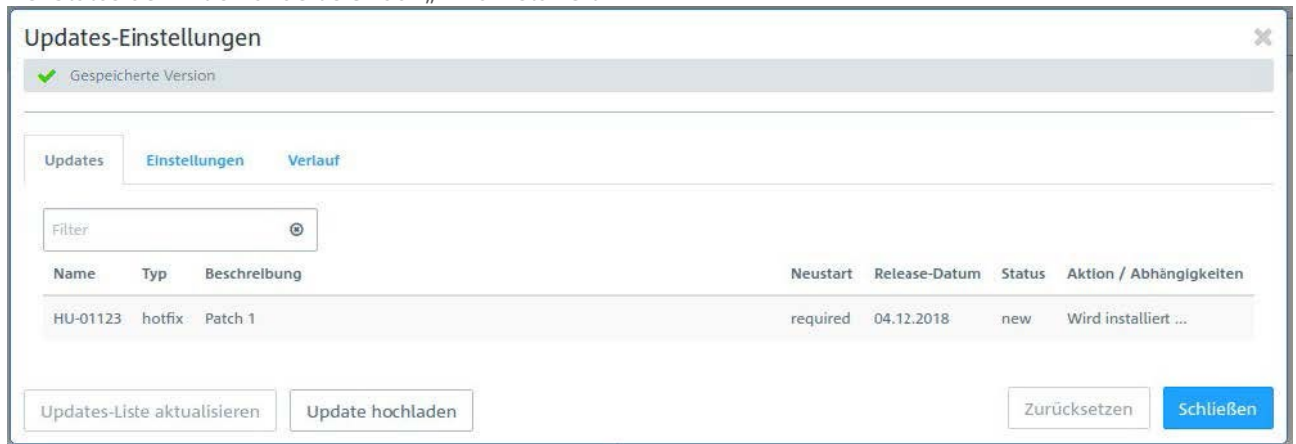 Updates-Einstellungen
Gespeicherte Version
Updates Einstellungen Verlauf
Filter
Name Typ Beschreibung Neustart Release-Datum Status Aktion / Abhängigkeiten
HU-01123 hotfix Patch 1 required 04.12.2018 new Wird installiert ...
Updates-Liste aktualisieren Update hochladen Zurücksetzen Schließen